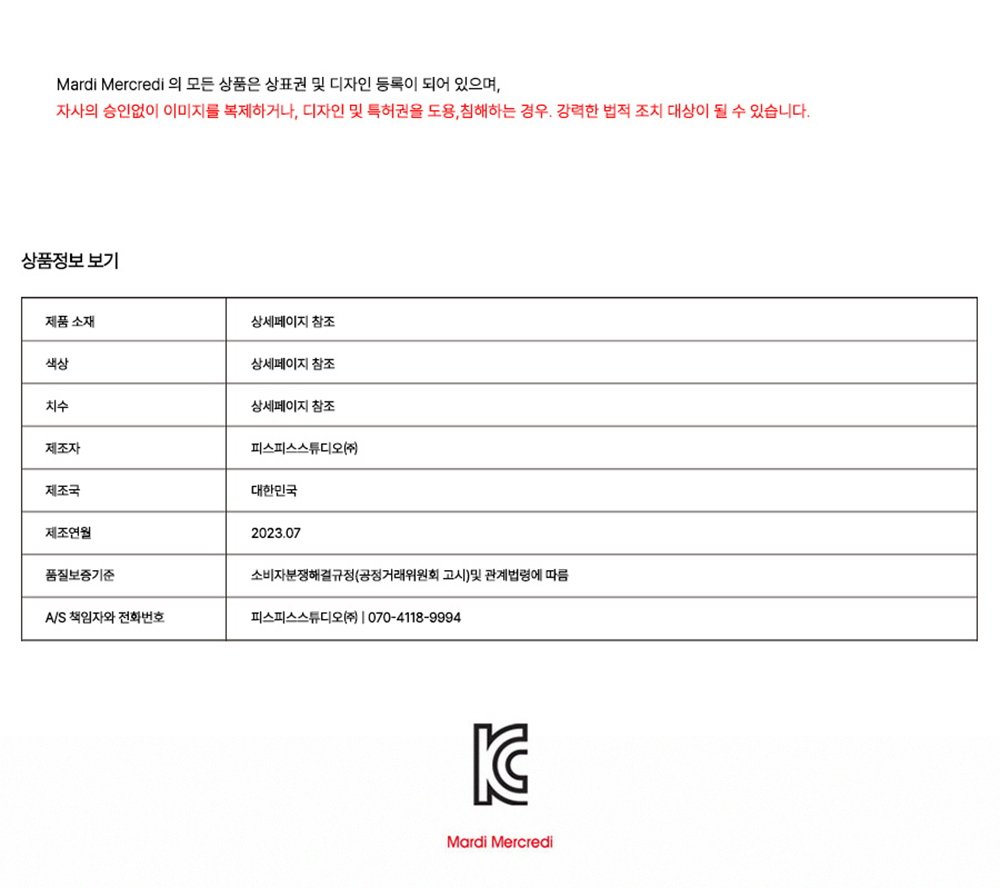 Mardi Mercredi 의 모든 상품은 상표권 및 디자인 등록이 되어 있으며,
자사의 승인없이 이미지를 복제하거나, 디자인 및 특허권을 도용,침해하는 경우. 강력한 법적 조치 대상이 될 수 있습니다.
상품정보 보기
제품 소재 상세페이지 참조
색상 상세페이지 참조
치수 상세페이지 참조
제조자 피스피스스튜디오㈜
제조국 대한민국
제조연월 2023.07
품질보증기준 소비자분쟁해결규정(공정거래위원회 고시)및 관계법령에 따름
A/S 책임자와 전화번호 피스피스스튜디오㈜ | 070-4118-9994
KC
Mardi Mercredi